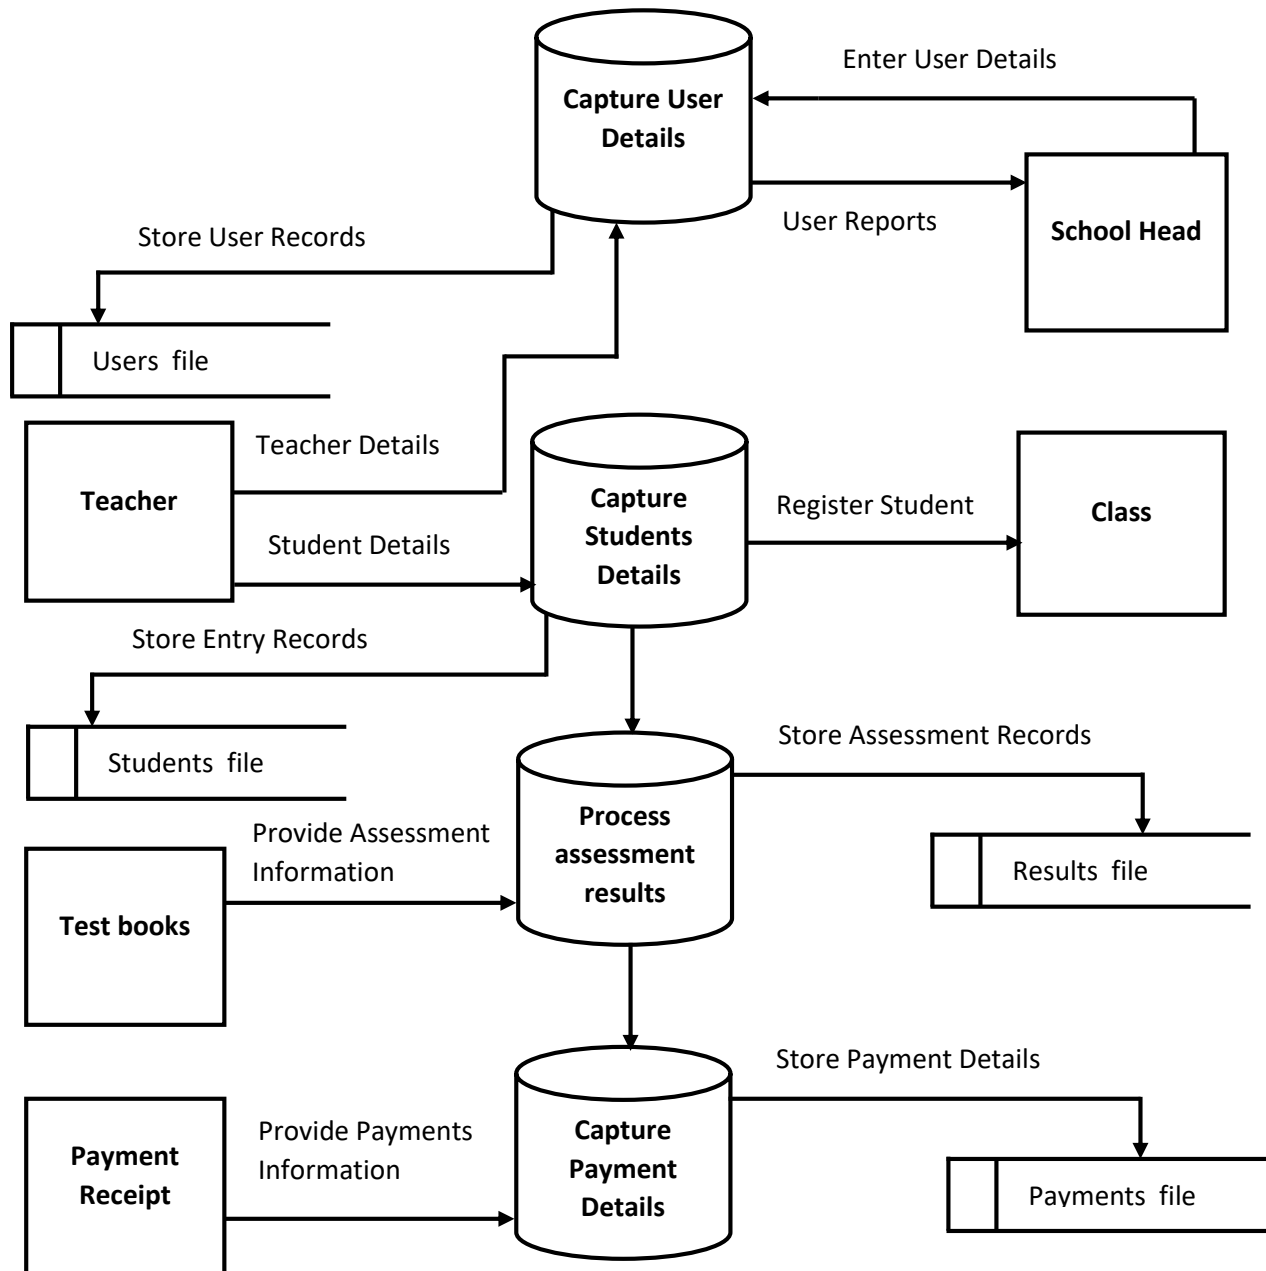 Enter User Details
Capture User
Details
User Reports
School Head
Store User Records
Users  file
Teacher Details
Teacher
Student Details
Capture
Students
Details
Register Student
Class
Store Entry Records
Students  file
Store Assessment Records
Process
assessment
results
Provide Assessment
Information
Test books
Results  file
Store Payment Details
Capture
Payment
Details
Provide Payments
Information
Payment
Receipt
Payments  file